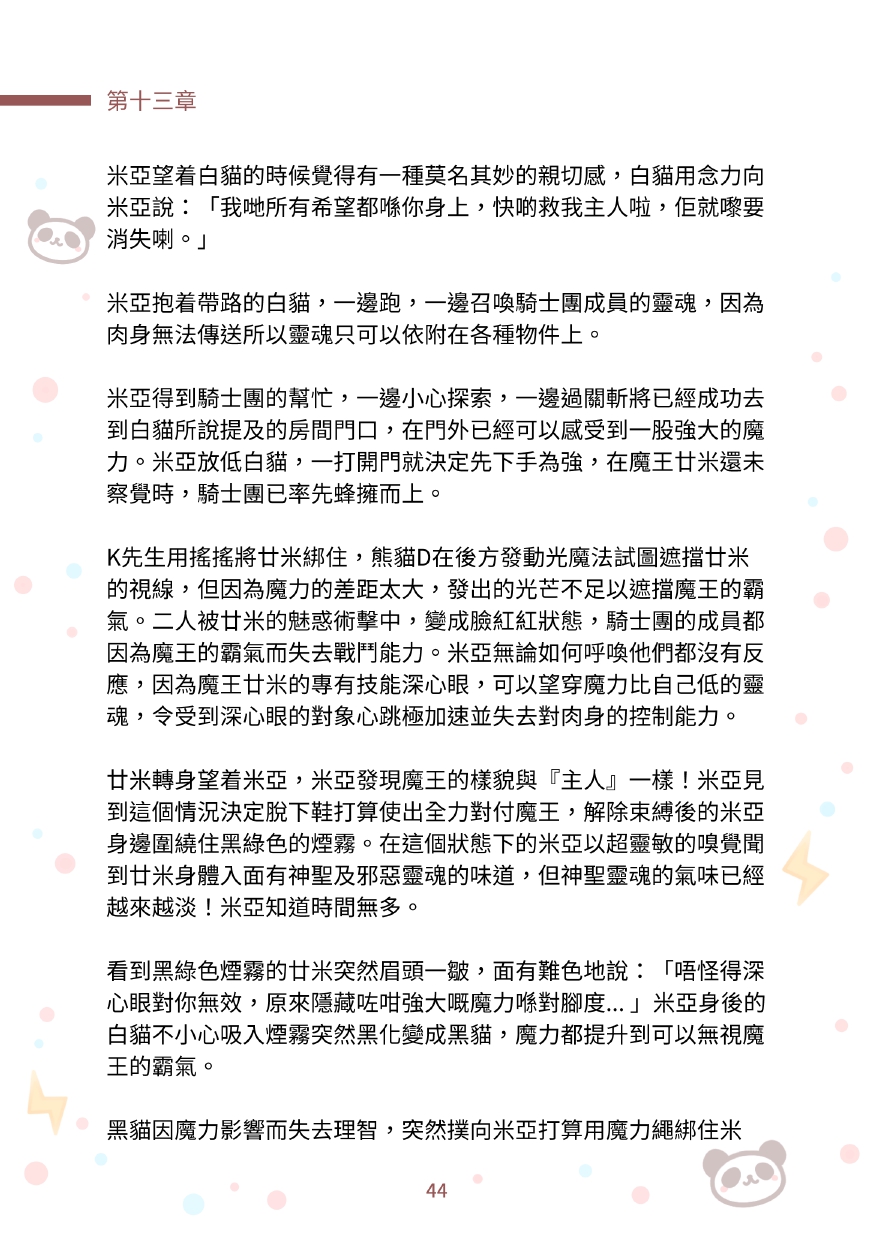 第十三章
米亞望着白貓的時候覺得有一種莫名其妙的親切感，白貓用念力向
米亞說：「我哋所有希望都喺你身上，快啲救我主人啦，佢就嚟要
消失喇。」
米亞抱着帶路的白貓，一邊跑，一邊召喚騎士團成員的靈魂，因為
肉身無法傳送所以靈魂只可以依附在各種物件上。
米亞得到騎士團的幫忙，一邊小心探索，一邊過關斬將已經成功去
到白貓所說提及的房間門口，在門外已經可以感受到一股強大的魔
力。米亞放低白貓，一打開門就決定先下手為強，在魔王廿米還未
察覺時，騎士團已率先蜂擁而上。
K先生用搖搖將廿米綁住，熊貓D在後方發動光魔法試圖遮擋廿米
的視線，但因為魔力的差距太大，發出的光芒不足以遮擋魔王的霸
氣。二人被廿米的魅惑術擊中，變成臉紅紅狀態，騎士團的成員都
因為魔王的霸氣而失去戰鬥能力。米亞無論如何呼喚他們都沒有反
應，因為魔王廿米的專有技能深心眼，可以望穿魔力比自己低的靈
魂，令受到深心眼的對象心跳極加速並失去對肉身的控制能力。
廿米轉身望着米亞，米亞發現魔王的樣貌與『主人』一樣！米亞見
到這個情況決定脫下鞋打算使出全力對付魔王，解除束縛後的米亞
身邊圍繞住黑綠色的煙霧。在這個狀態下的米亞以超靈敏的嗅覺聞
到廿米身體入面有神聖及邪惡靈魂的味道，但神聖靈魂的氣味已經
越來越淡！米亞知道時間無多。
看到黑綠色煙霧的廿米突然眉頭一皺，面有難色地說：「唔怪得深
心眼對你無效，原來隱藏咗咁強大嘅魔力喺對腳度... 」米亞身後的
白貓不小心吸入煙霧突然黑化變成黑貓，魔力都提升到可以無視魔
王的霸氣。
黑貓因魔力影響而失去理智，突然撲向米亞打算用魔力繩綁住米
44